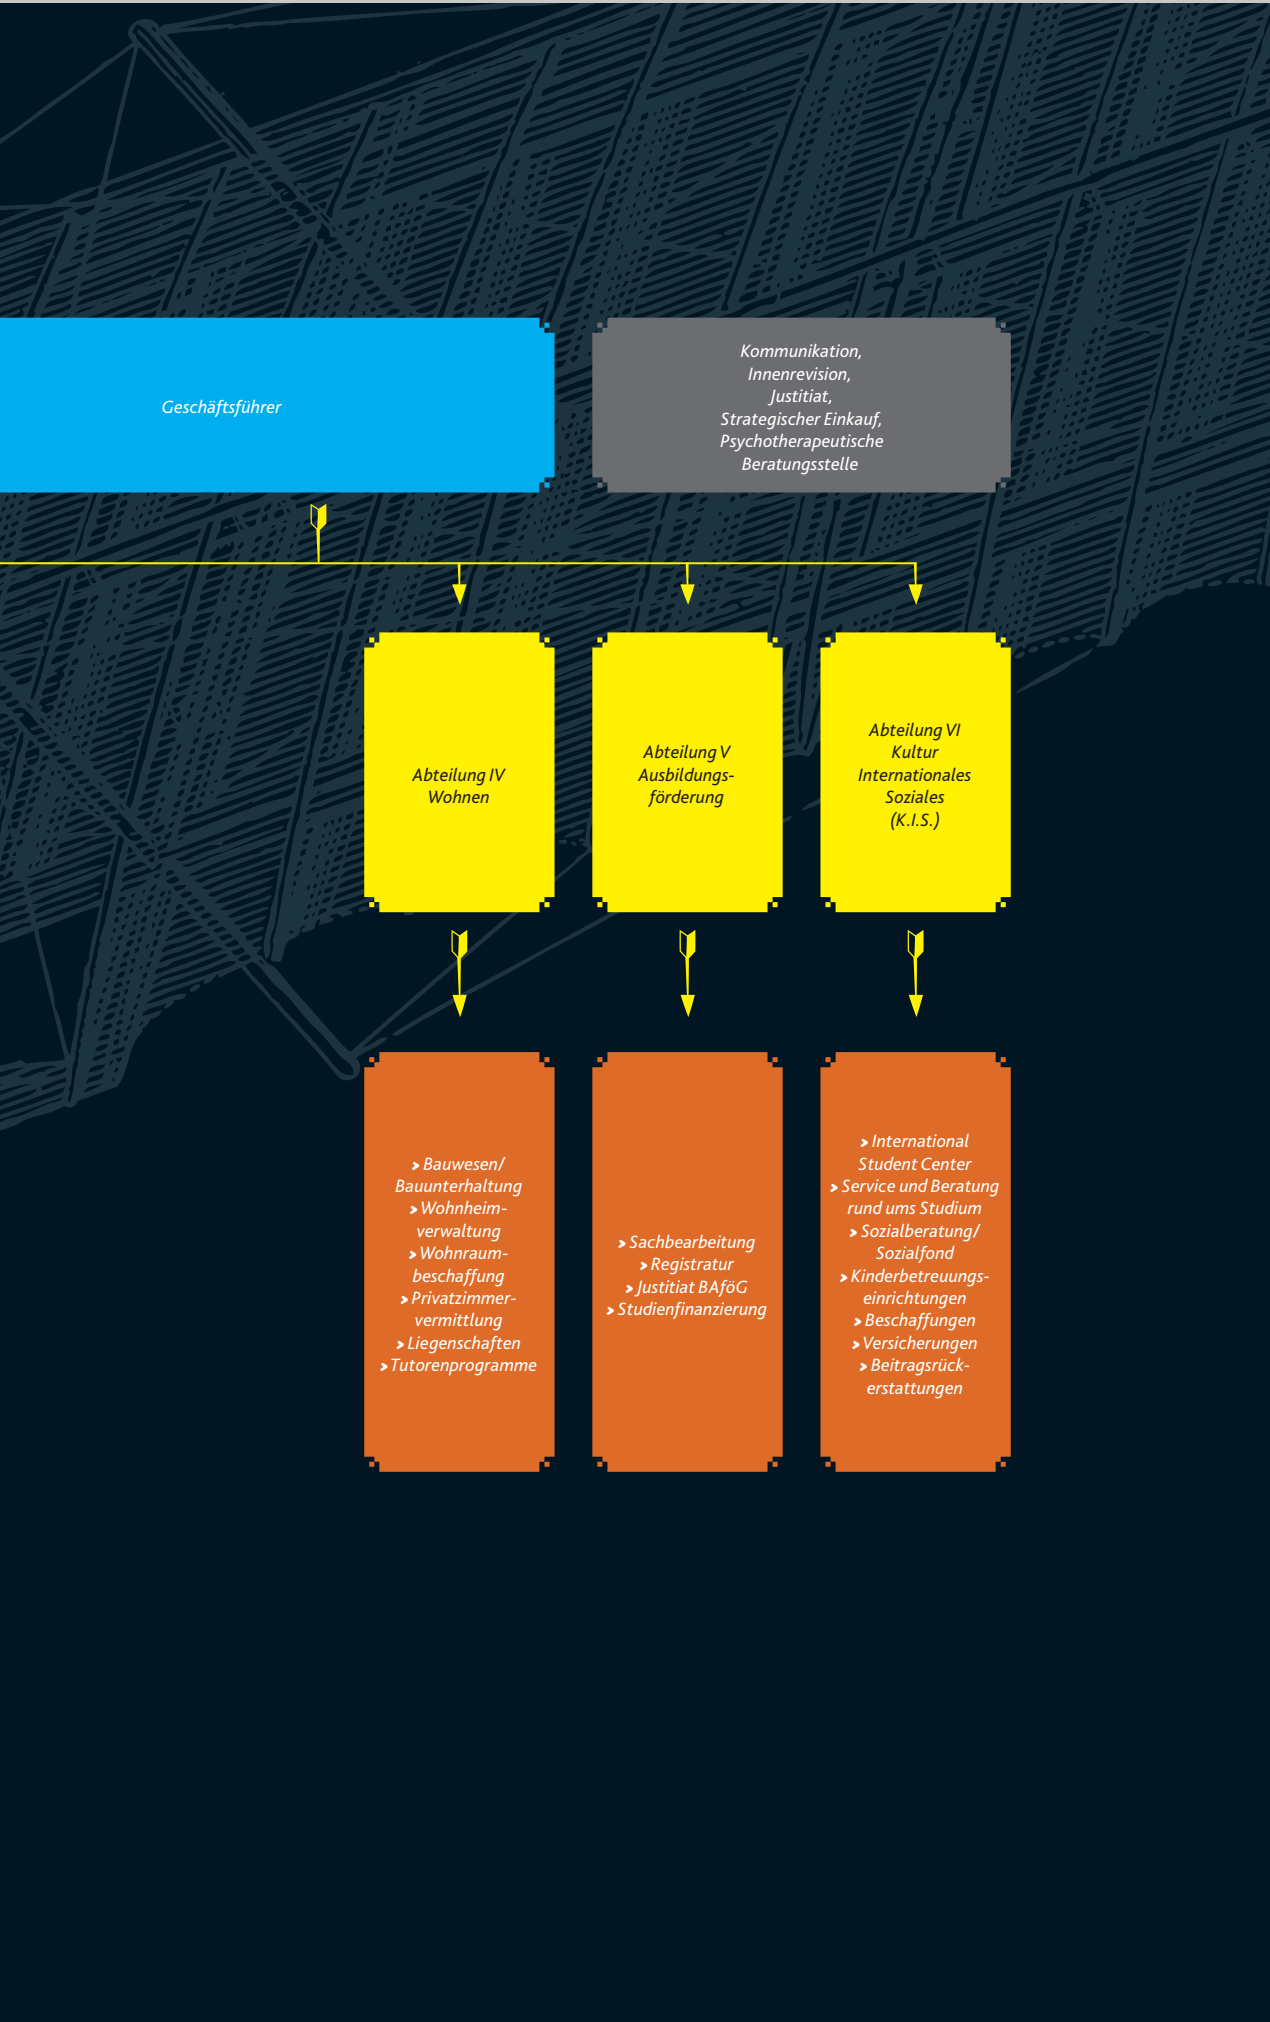 Geschäftsführer
Kommunikation,
Innenrevision,
Justitiat,
Strategischer Einkauf,
Psychotherapeutische
Beratungsstelle
Abteilung IV
Wohnen
Abteilung V
Ausbildungs-
förderung
Abteilung VI
Kultur
Internationales
Soziales
(K.I.S.)
> Bauwesen/
Bauunterhaltung
> Wohnheim-
verwaltung
> Wohnraum-
beschaffung
> Privatzimmer-
vermittlung
> Liegenschaften
> Tutorenprogramme
> Sachbearbeitung
> Registratur
> Justitiat BAföG
> Studienfinanzierung
> International
Student Center
> Service und Beratung
rund ums Studium
> Sozialberatung/
Sozialfond
> Kinderbetreuungs-
einrichtungen
> Beschaffungen
> Versicherungen
> Beitragsrück-
erstattungen